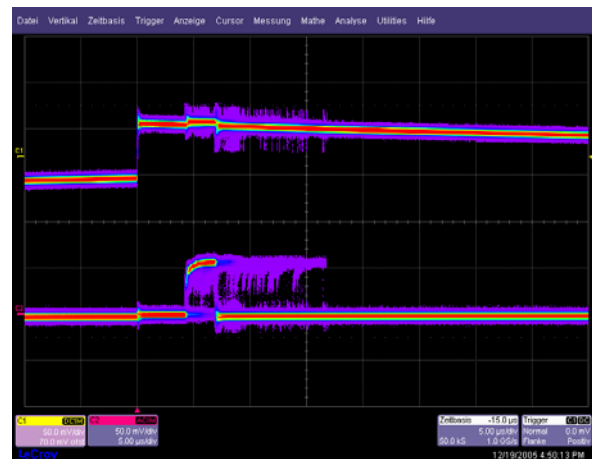 Datei Vertikal Zeitbasis Trigger Anzeige Cursor Messung Mathe Analyse Utilities Hilfe
C1
C2
C1 DC1M
50.0 mV/div
70.0 mV ofst
C2
50.0 mV/div
5.00 µs/div
Zeitbasis -15.0 µs
5.00 µs/div
50.0 kS 1.0 GS/s
Trigger C1 DC
Normal 0.0 mV
Flanke Positiv
LeCroy
12/19/2005 4:50:13 PM